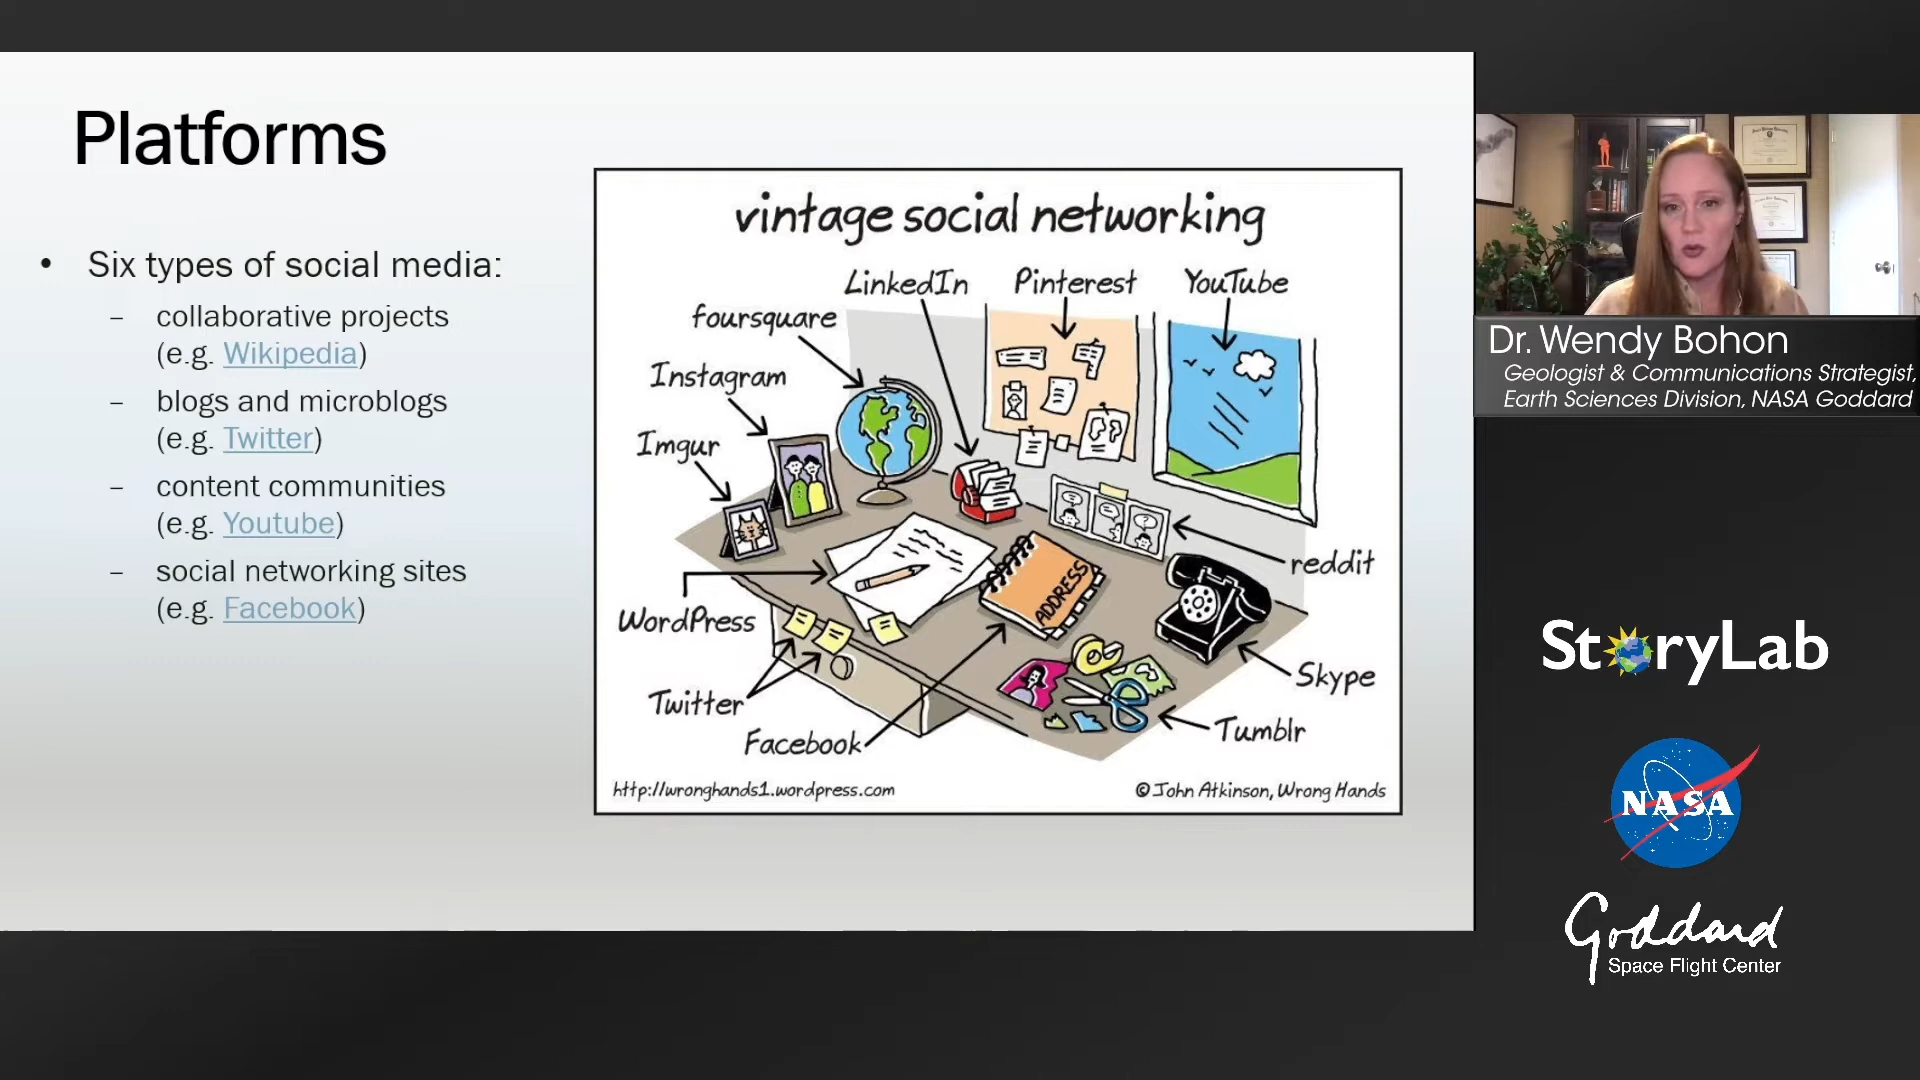 Platforms
• Six types of social media:
– collaborative projects
(e.g. Wikipedia)
– blogs and microblogs
(e.g. Twitter)
– content communities
(e.g. Youtube)
– social networking sites
(e.g. Facebook)
vintage social networking
LinkedIn
Pinterest
YouTube
foursquare
Instagram
Imgur
ADDRESS
reddit
WordPress
Skype
Twitter
Tumblr
Facebook
http://wronghands1.wordpress.com
© John Atkinson, Wrong Hands
Dr. Wendy Bohon
Geologist & Communications Strategist,
Earth Sciences Division, NASA Goddard
StoryLab
NASA
Goddard
Space Flight Center